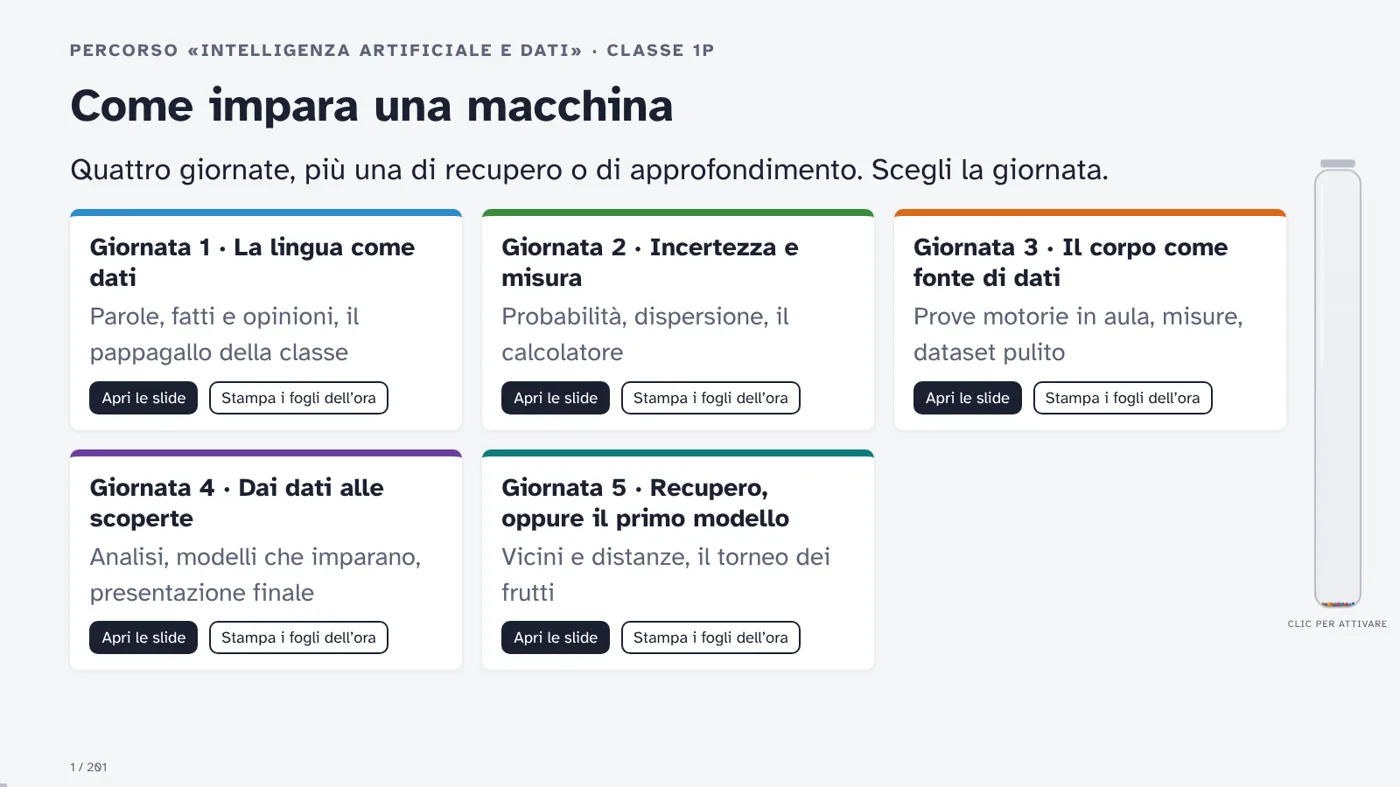 PERCORSO «INTELLIGENZA ARTIFICIALE E DATI» · CLASSE 1P
Come impara una macchina
Quattro giornate, più una di recupero o di approfondimento. Scegli la giornata.
Giornata 1 · La lingua come
dati
Parole, fatti e opinioni, il
pappagallo della classe
Apri le slide
Stampa i fogli dell’ora
Giornata 2 · Incertezza e
misura
Probabilità, dispersione, il
calcolatore
Apri le slide
Stampa i fogli dell’ora
Giornata 3 · Il corpo come
fonte di dati
Prove motorie in aula, misure,
dataset pulito
Apri le slide
Stampa i fogli dell’ora
Giornata 4 · Dai dati alle
scoperte
Analisi, modelli che imparano,
presentazione finale
Apri le slide
Stampa i fogli dell’ora
Giornata 5 · Recupero,
oppure il primo modello
Vicini e distanze, il torneo dei
frutti
Apri le slide
Stampa i fogli dell’ora
CLIC PER ATTIVARE
1 / 201